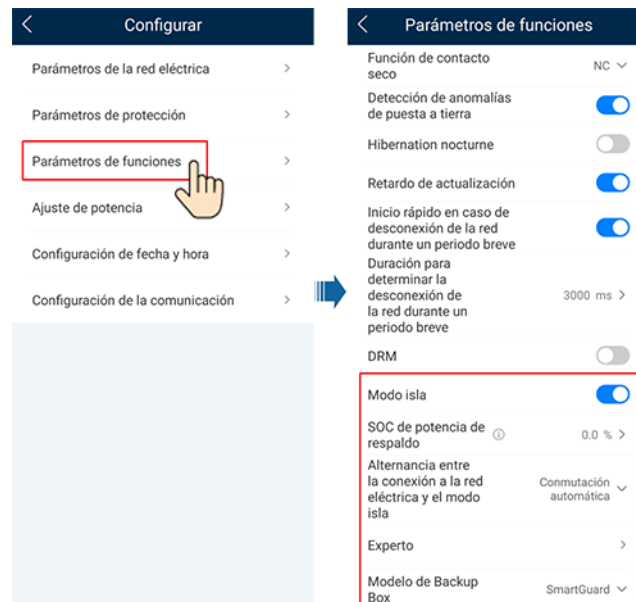 Configurar
Parámetros de la red eléctrica
Parámetros de protección
Parámetros de funciones
Ajuste de potencia
Configuración de fecha y hora
Configuración de la comunicación
Parámetros de funciones
Función de contacto
seco
NC
Detección de anomalías
de puesta a tierra
Hibernation nocturne
Retardo de actualización
Inicio rápido en caso de
desconexión de la red
durante un periodo breve
Duración para
determinar la
desconexión de
la red durante un
periodo breve
3000 ms
DRM
Modo isla
SOC de potencia de
respaldo
0.0 %
Alternancia entre
la conexión a la red
eléctrica y el modo
isla
Conmutación
automática
Experto
Modelo de Backup
Box
SmartGuard